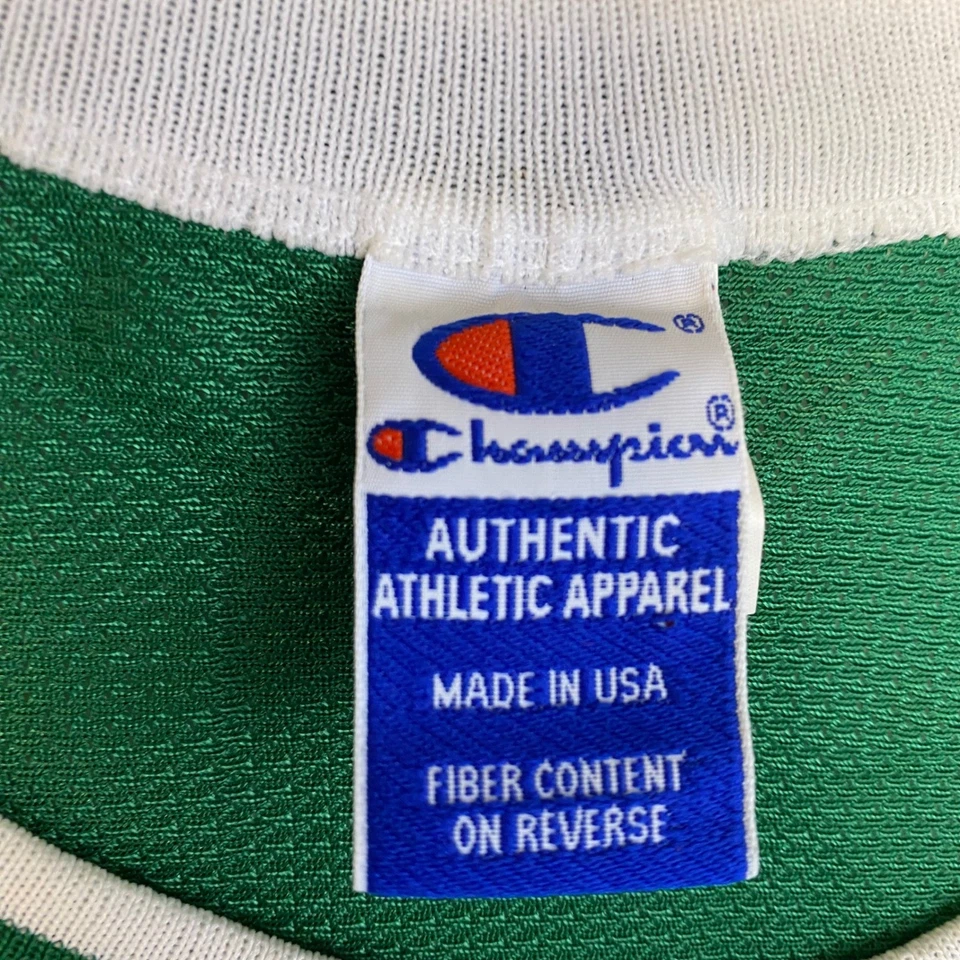 ®
Champion®
AUTHENTIC
ATHLETIC APPAREL
MADE IN USA
FIBER CONTENT
ON REVERSE